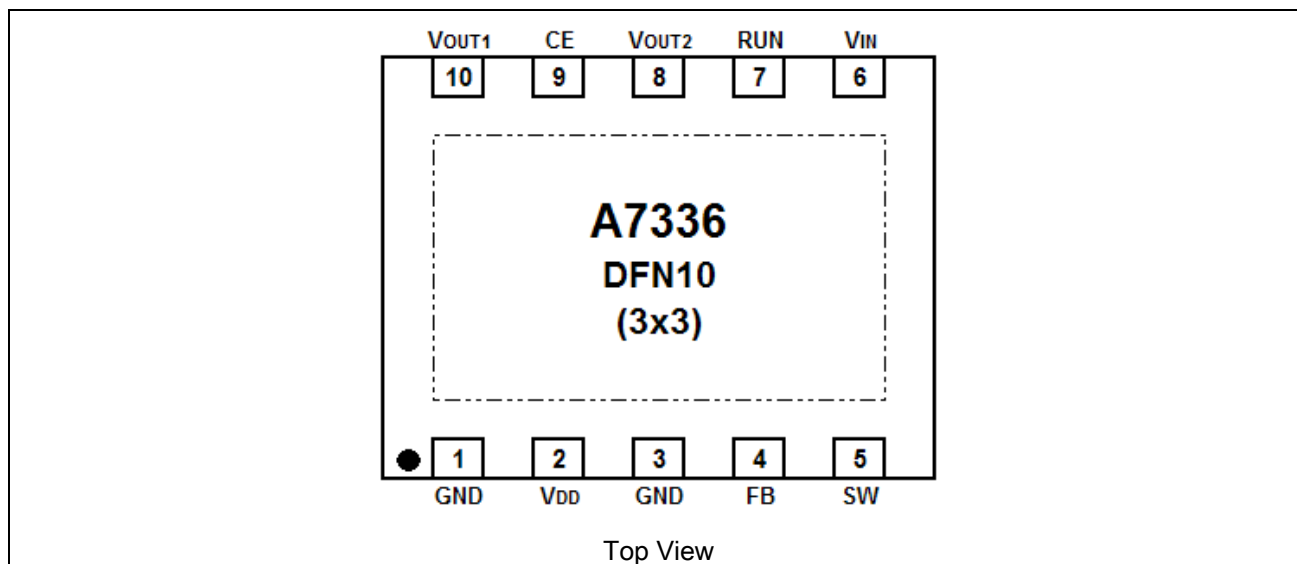 VOUT1 CE VOUT2 RUN VIN
10 9 8 7 6
A7336
DFN10
(3x3)
1 2 3 4 5
GND VDD GND FB SW
Top View